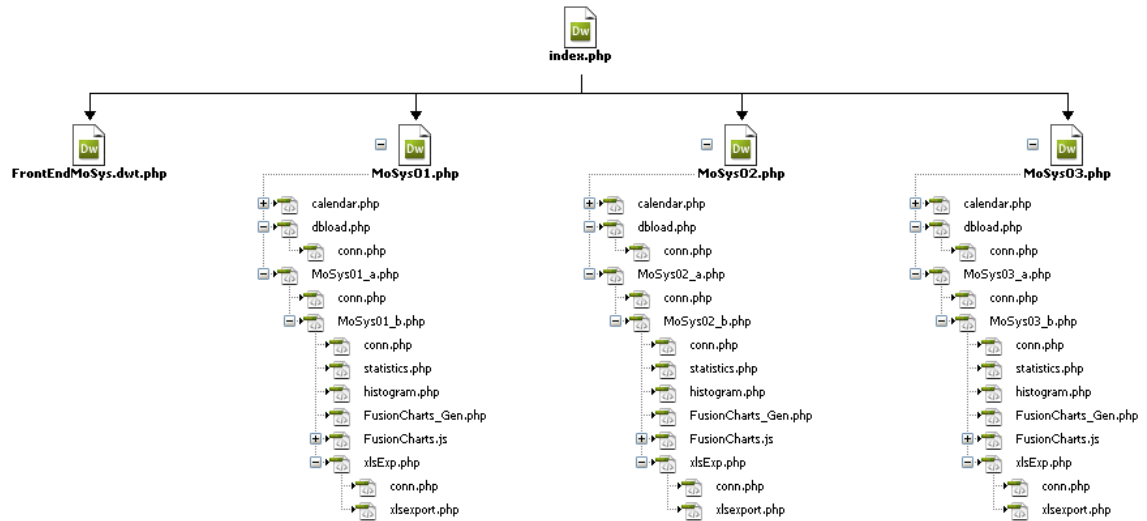 Dw
index.php
Dw
Dw
Dw
Dw
FrontEndMoSys.dwt.php
MoSys01.php
MoSys02.php
MoSys03.php
calendar.php
calendar.php
calendar.php
dbload.php
dbload.php
dbload.php
conn.php
conn.php
conn.php
MoSys01_a.php
MoSys02_a.php
MoSys03_a.php
conn.php
conn.php
conn.php
MoSys01_b.php
MoSys02_b.php
MoSys03_b.php
conn.php
conn.php
conn.php
statistics.php
statistics.php
statistics.php
histogram.php
histogram.php
histogram.php
FusionCharts_Gen.php
FusionCharts_Gen.php
FusionCharts_Gen.php
FusionCharts.js
FusionCharts.js
FusionCharts.js
xlsExp.php
xlsExp.php
xlsExp.php
conn.php
conn.php
conn.php
xlsexport.php
xlsexport.php
xlsexport.php